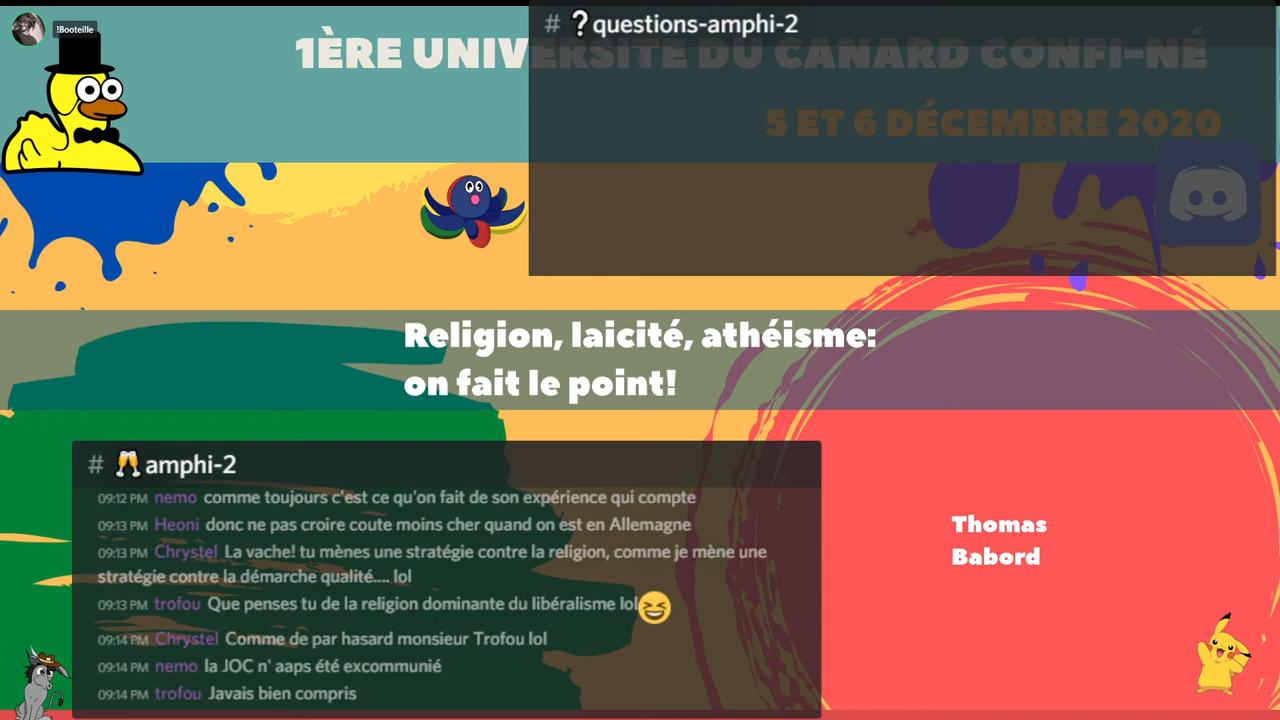 !Booteille
1ÈRE UNIVERSITÉ DU CANARD CONFI-NÉ
# ❓questions-amphi-2
5 ET 6 DÉCEMBRE 2020
Religion, laicité, athéisme:
on fait le point!
# 🥂amphi-2
09:12 PM nemo comme toujours c'est ce qu'on fait de son expérience qui compte
09:13 PM Heoni donc ne pas croire coute moins cher quand on est en Allemagne
09:13 PM Chrystel La vache! tu mènes une stratégie contre la religion, comme je mène une
stratégie contre la démarche qualité.... lol
09:13 PM trofou Que penses tu de la religion dominante du libéralisme lol😆
09:14 PM Chrystel Comme de par hasard monsieur Trofou lol
09:14 PM nemo la JOC n' aaps été excommunié
09:14 PM trofou Javais bien compris
Thomas
Babord